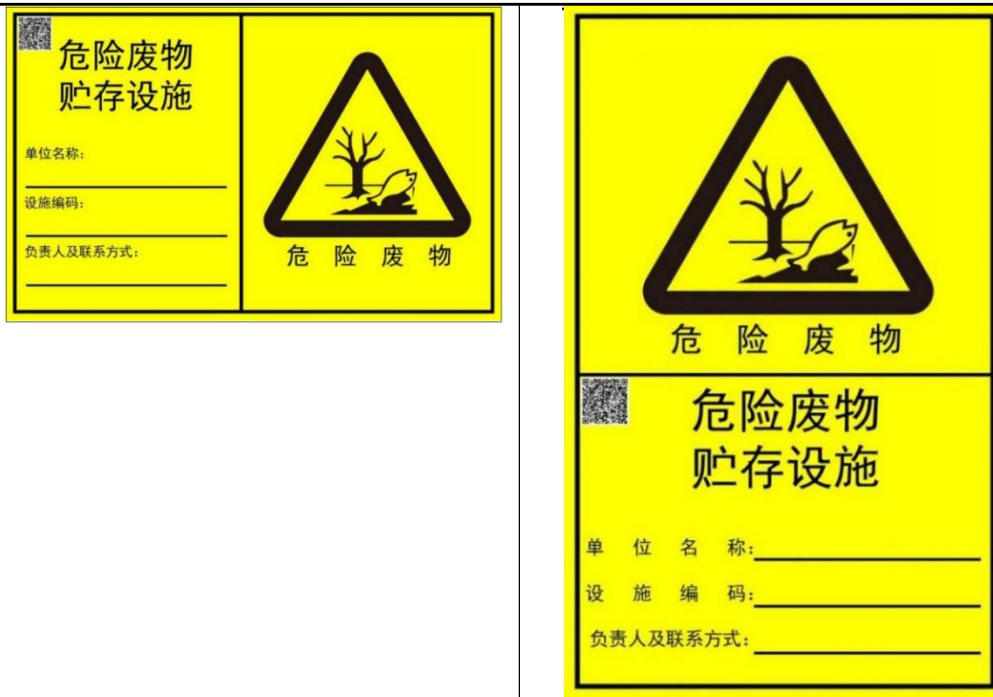 危险废物
贮存设施
单位名称：
设施编码：
负责人及联系方式：
危 险 废 物
危 险 废 物
危险废物
贮存设施
单 位 名 称：
设 施 编 码：
负责人及联系方式：